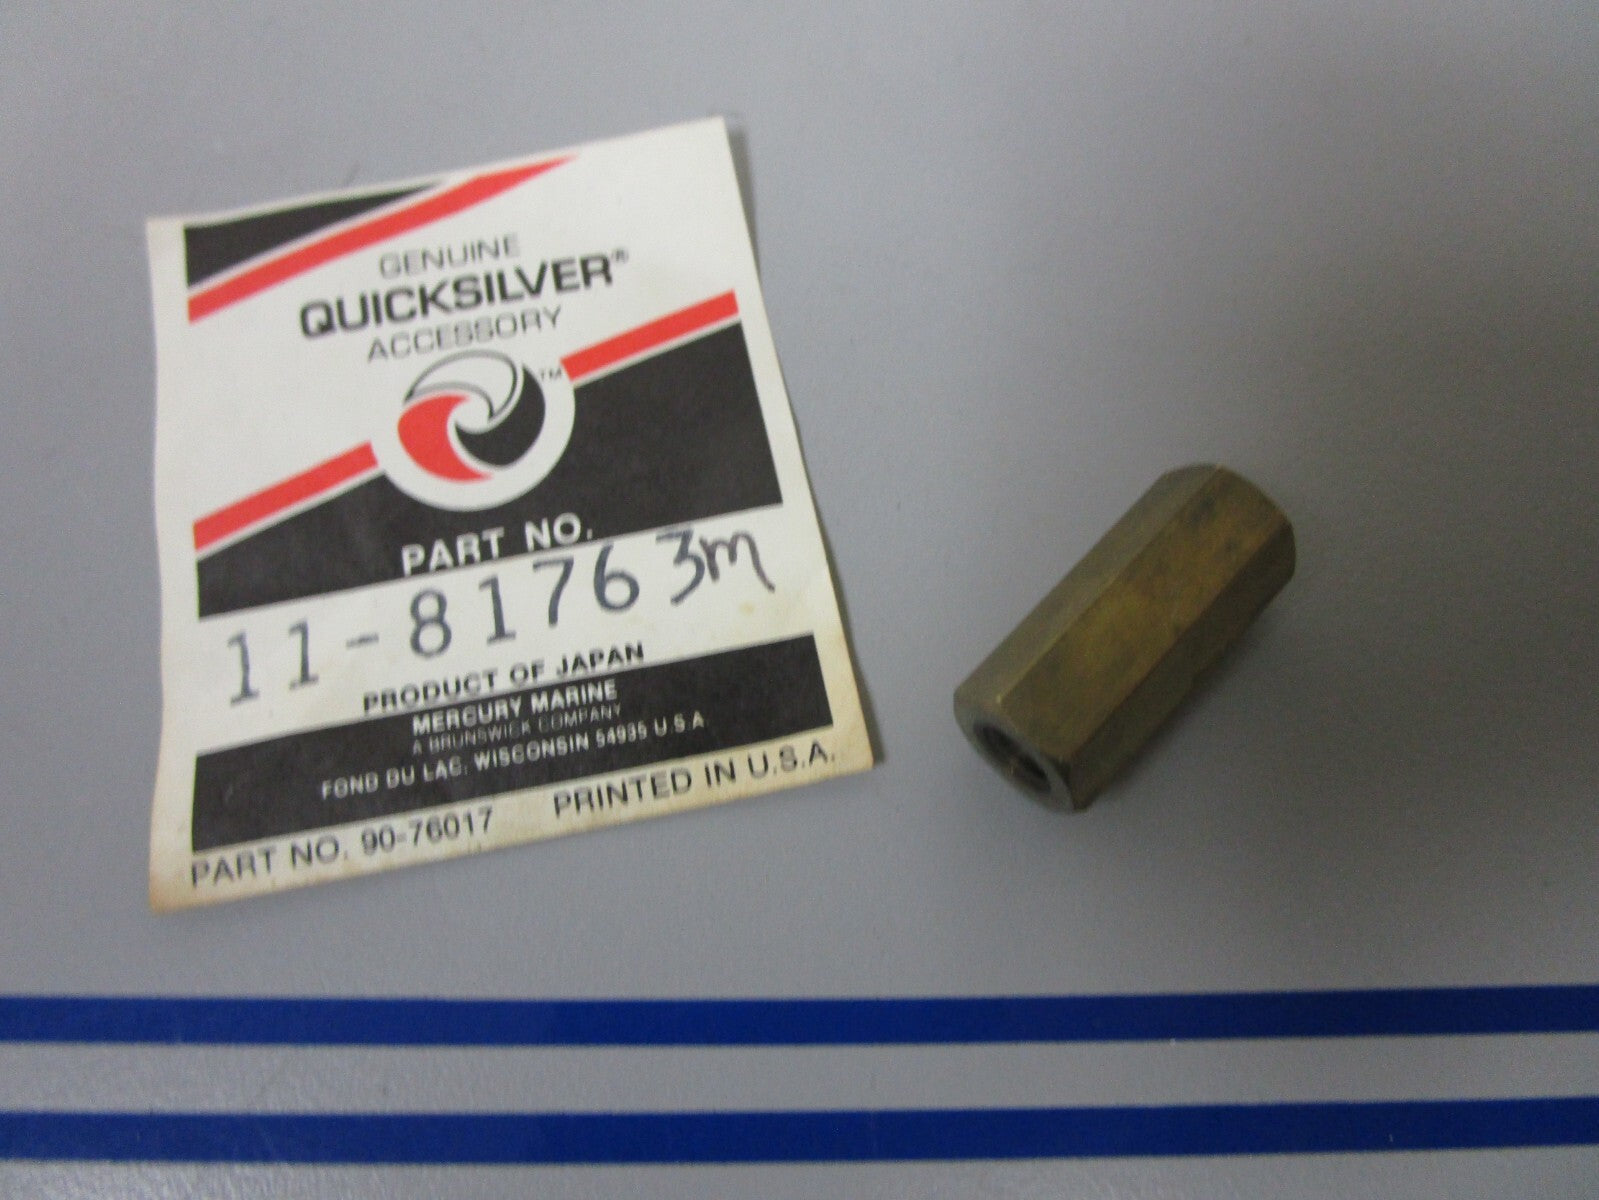 GENUINE
QUICKSILVER®
ACCESSORY
TM
PART NO.
11-81763m
PRODUCT OF JAPAN
MERCURY MARINE
A BRUNSWICK COMPANY
FOND DU LAC, WISCONSIN 54935 U.S.A
PART NO. 90-76017 PRINTED IN U.S.A.